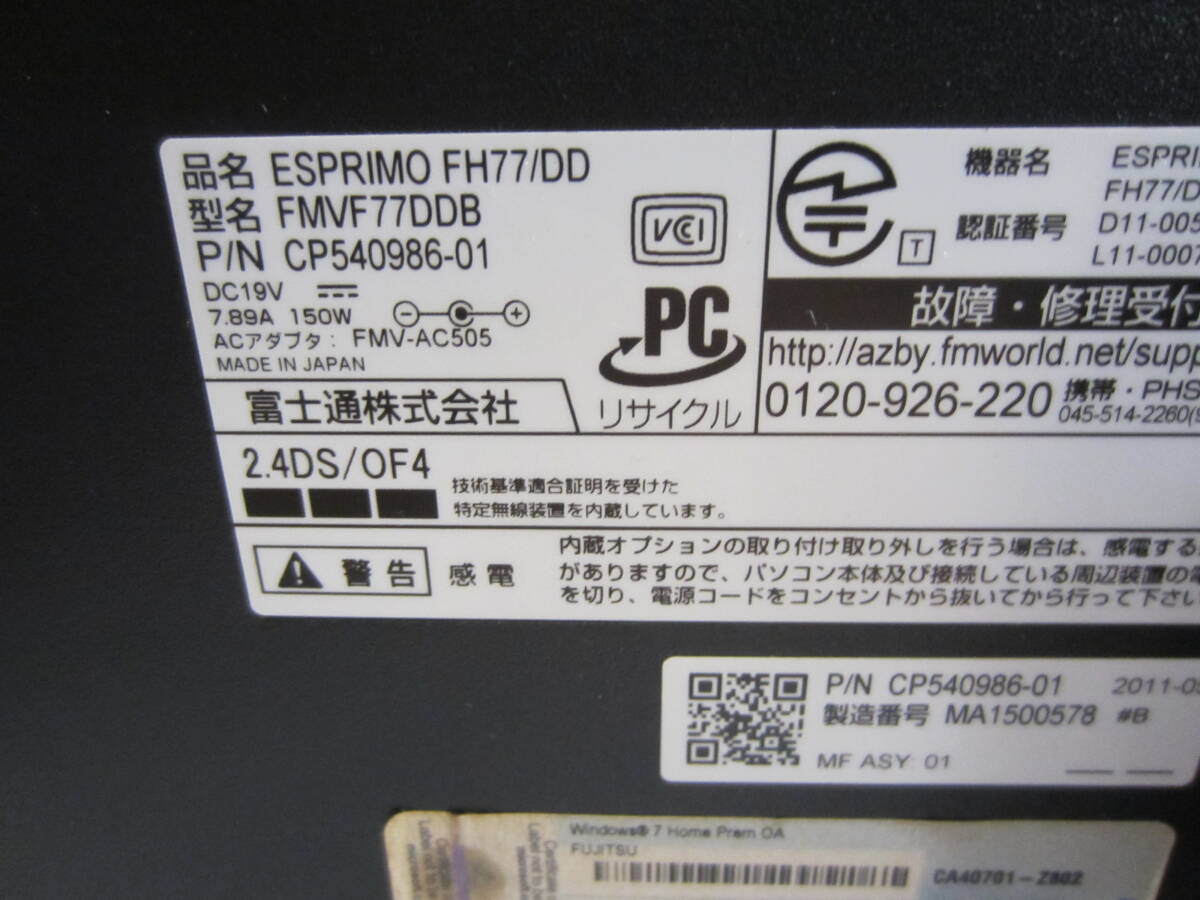 品名 ESPRIMO FH77/DD
型名 FMVF77DDB
P/N CP540986-01
DC19V
7.89A 150W
ACアダプタ: FMV-AC505
MADE IN JAPAN
VCI
PC
リサイクル
富士通株式会社
T
機器名 ESPRI
FH77/D
認証番号 D11-005
L11-0007
故障・修理受付
http://azby.fmworld.net/supp
0120-926-220 携帯・PHS
045-514-2260(
2.4DS/OF4
技術基準適合証明を受けた
特定無線装置を内蔵しています。
警告 感電
内蔵オプションの取り付け取り外しを行う場合は、感電する
がありますので、パソコン本体及び接続している周辺装置の電
を切り、電源コードをコンセントから抜いてから行って下さい
P/N CP540986-01 2011-0
製造番号 MA1500578 #B
MF ASY: 01
Windows® 7 Home Prem OA
FUJITSU
CA40701-Z802
Label not to b
Label not to be